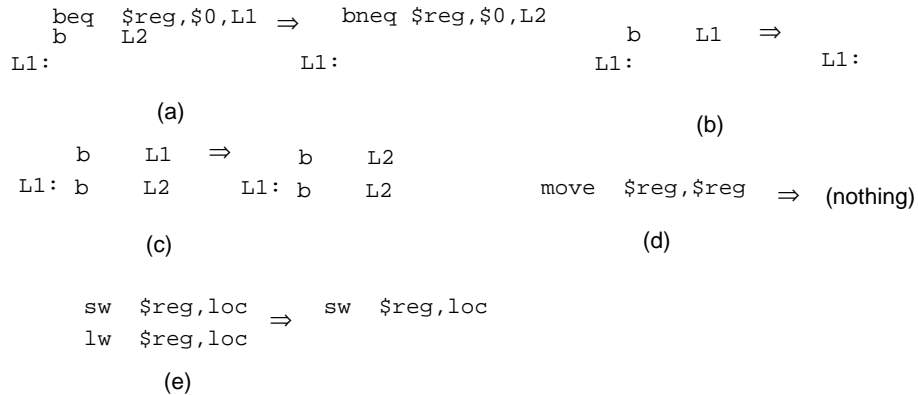 beq $reg,$0,L1 ⇒ bneq $reg,$0,L2
b L2
L1: L1:
(a)
b L1 ⇒
L1: L1:
(b)
b L1 ⇒ b L2
L1: b L2 L1: b L2
(c)
move $reg,$reg ⇒ (nothing)
(d)
sw $reg,loc ⇒ sw $reg,loc
lw $reg,loc
(e)